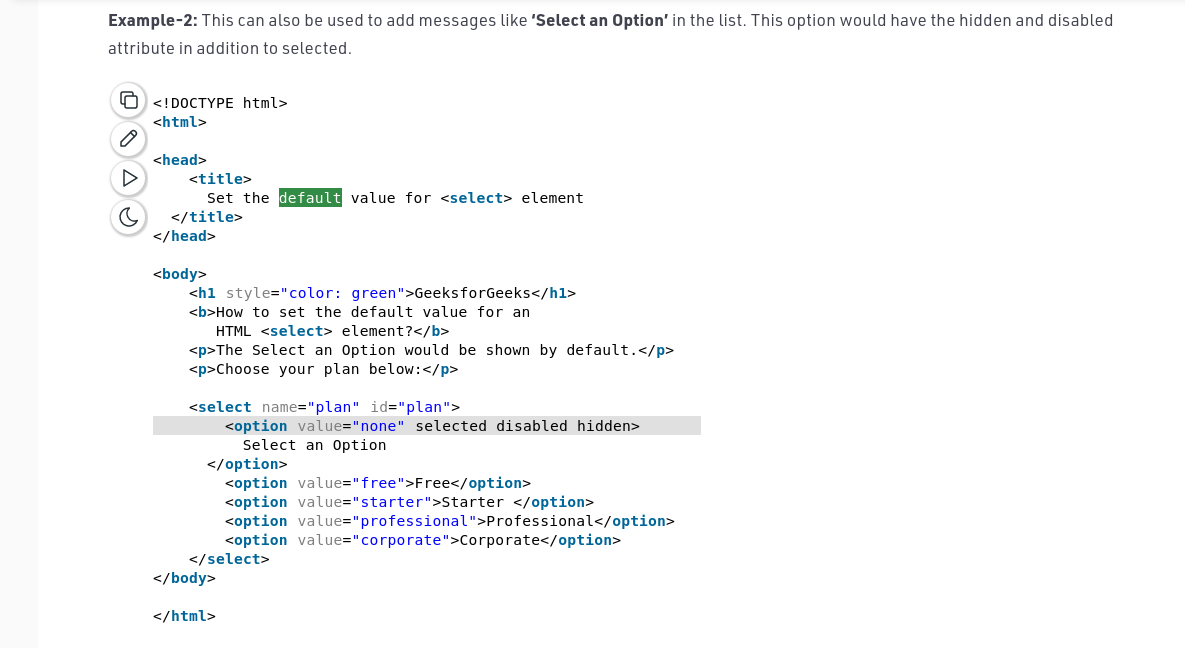 Example-2: This can also be used to add messages like ‘Select an Option’ in the list. This option would have the hidden and disabled
attribute in addition to selected.
<!DOCTYPE html>
<html>
<head>
    <title>
      Set the default value for <select> element
  </title>
</head>
<body>
    <h1 style="color: green">GeeksforGeeks</h1>
    <b>How to set the default value for an
       HTML <select> element?</b>
    <p>The Select an Option would be shown by default.</p>
    <p>Choose your plan below:</p>
    <select name="plan" id="plan">
        <option value="none" selected disabled hidden>
          Select an Option
      </option>
        <option value="free">Free</option>
        <option value="starter">Starter </option>
        <option value="professional">Professional</option>
        <option value="corporate">Corporate</option>
    </select>
</body>
</html>